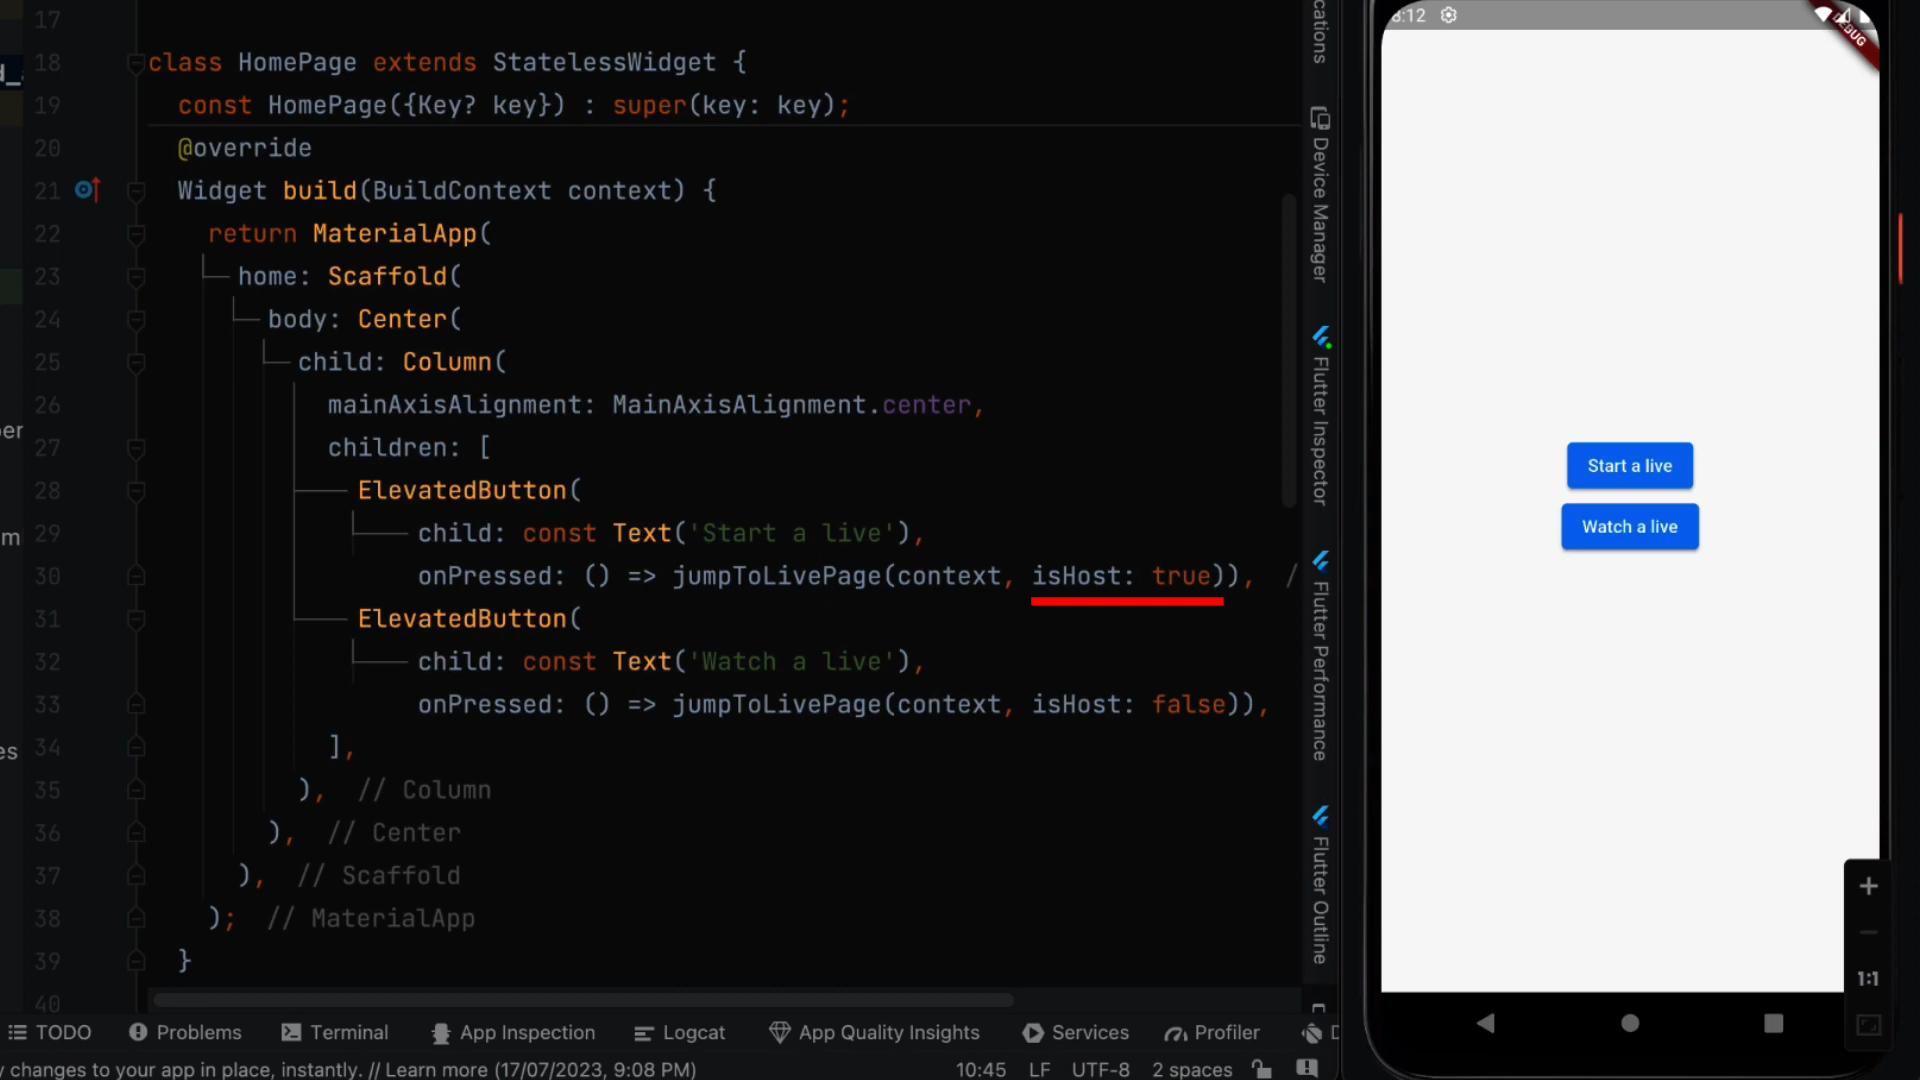 17
18 class HomePage extends StatelessWidget {
19 const HomePage({Key? key}) : super(key: key);
20 @override
21 Widget build(BuildContext context) {
22 return MaterialApp(
23 home: Scaffold(
24 body: Center(
25 child: Column(
26 mainAxisAlignment: MainAxisAlignment.center,
27 children: [
28 ElevatedButton(
29 child: const Text('Start a live'),
30 onPressed: () => jumpToLivePage(context, isHost: true)), /
31 ElevatedButton(
32 child: const Text('Watch a live'),
33 onPressed: () => jumpToLivePage(context, isHost: false)),
34 ],
35 ), // Column
36 ), // Center
37 ), // Scaffold
38 ); // MaterialApp
39 }
40
cations
Device Manager
Flutter Inspector
Flutter Performance
Flutter Outline
8:12
DEBUG
Start a live
Watch a live
1:1
TODO Problems Terminal App Inspection Logcat App Quality Insights Services Profiler D
y changes to your app in place, instantly. // Learn more (17/07/2023, 9:08 PM) 10:45 LF UTF-8 2 spaces